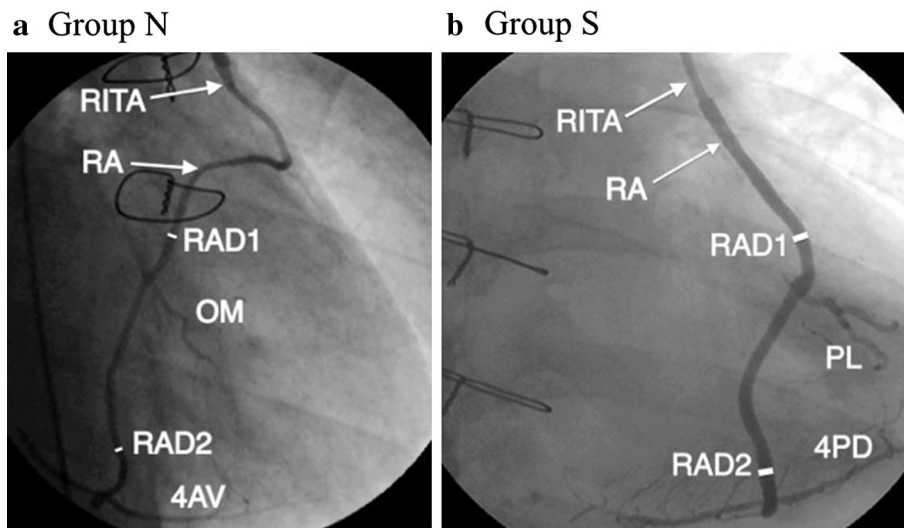 a Group N
b Group S
RITA
RA
RAD1
OM
RAD2
4AV
RITA
RA
RAD1
PL
4PD
RAD2